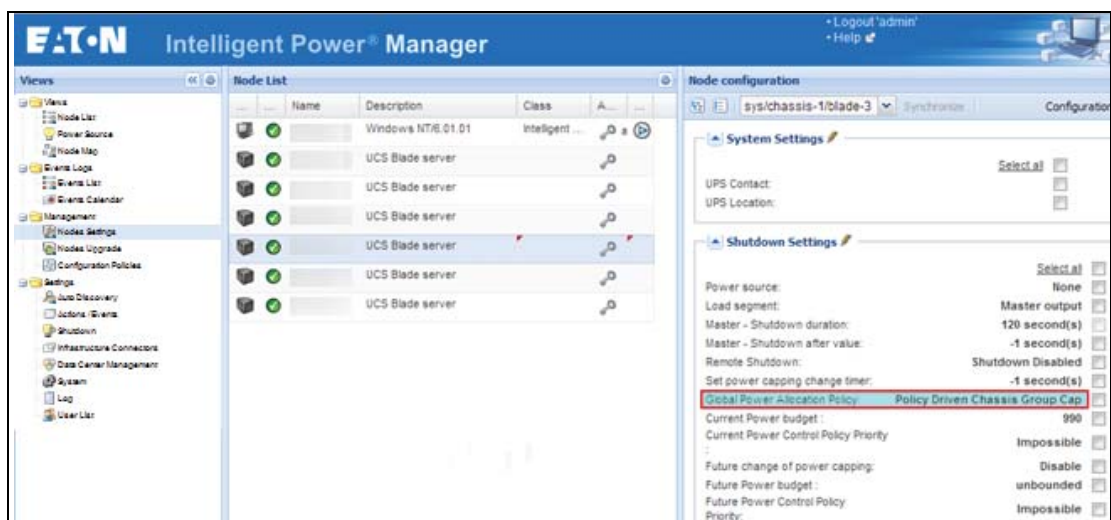 EATON Intelligent Power® Manager
• Logout 'admin'
• Help
Views
Views
Node List
Power Source
Node Map
Events Logs
Events List
Events Calendar
Management
Nodes Settings
Nodes Upgrade
Configuration Policies
Settings
Auto Discovery
Actions / Events
Shutdown
Infrastructure Connectors
Data Center Management
System
Log
User List
Node List
... ... Name Description Class A... ...
Windows NT/6.01.01 Intelligent ... 8
UCS Blade server
UCS Blade server
UCS Blade server
UCS Blade server
UCS Blade server
UCS Blade server
Node configuration
sys/chassis-1/blade-3 Synchronize Configuration
System Settings
Select all
UPS Contact:
UPS Location:
Shutdown Settings
Select all
Power source: None
Load segment: Master output
Master - Shutdown duration: 120 second(s)
Master - Shutdown after value: -1 second(s)
Remote Shutdown: Shutdown Disabled
Set power capping change timer: -1 second(s)
Global Power Allocation Policy Policy Driven Chassis Group Cap
Current Power budget : 990
Current Power Control Policy Priority
: Impossible
Future change of power capping: Disable
Future Power budget : unbounded
Future Power Control Policy
Priority: Impossible